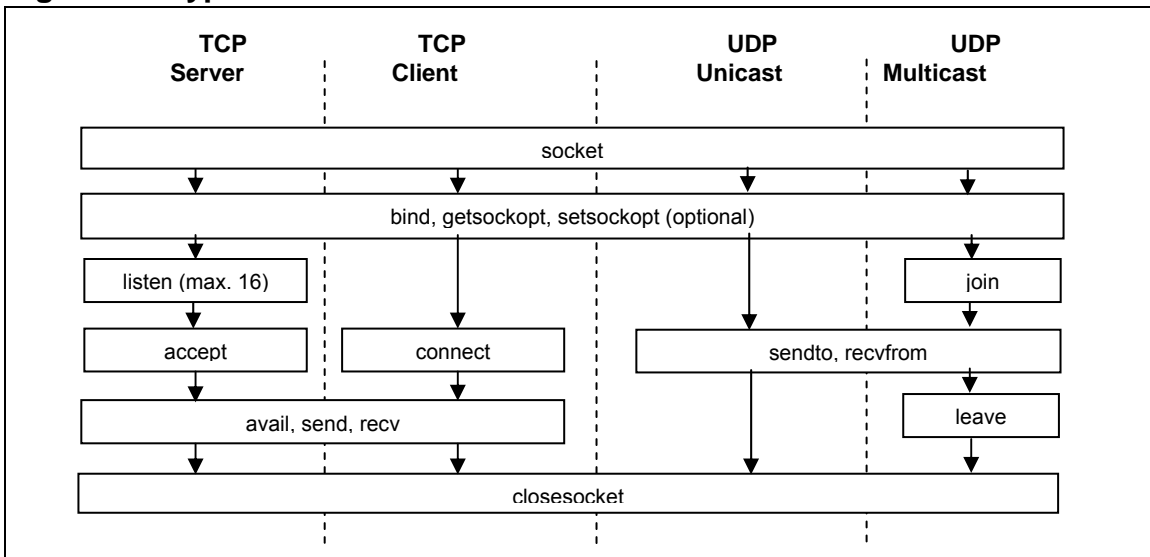 TCP Server
TCP Client
UDP Unicast
UDP Multicast
socket
bind, getsockopt, setsockopt (optional)
listen (max. 16)
join
accept
connect
sendto, recvfrom
avail, send, recv
leave
closesocket